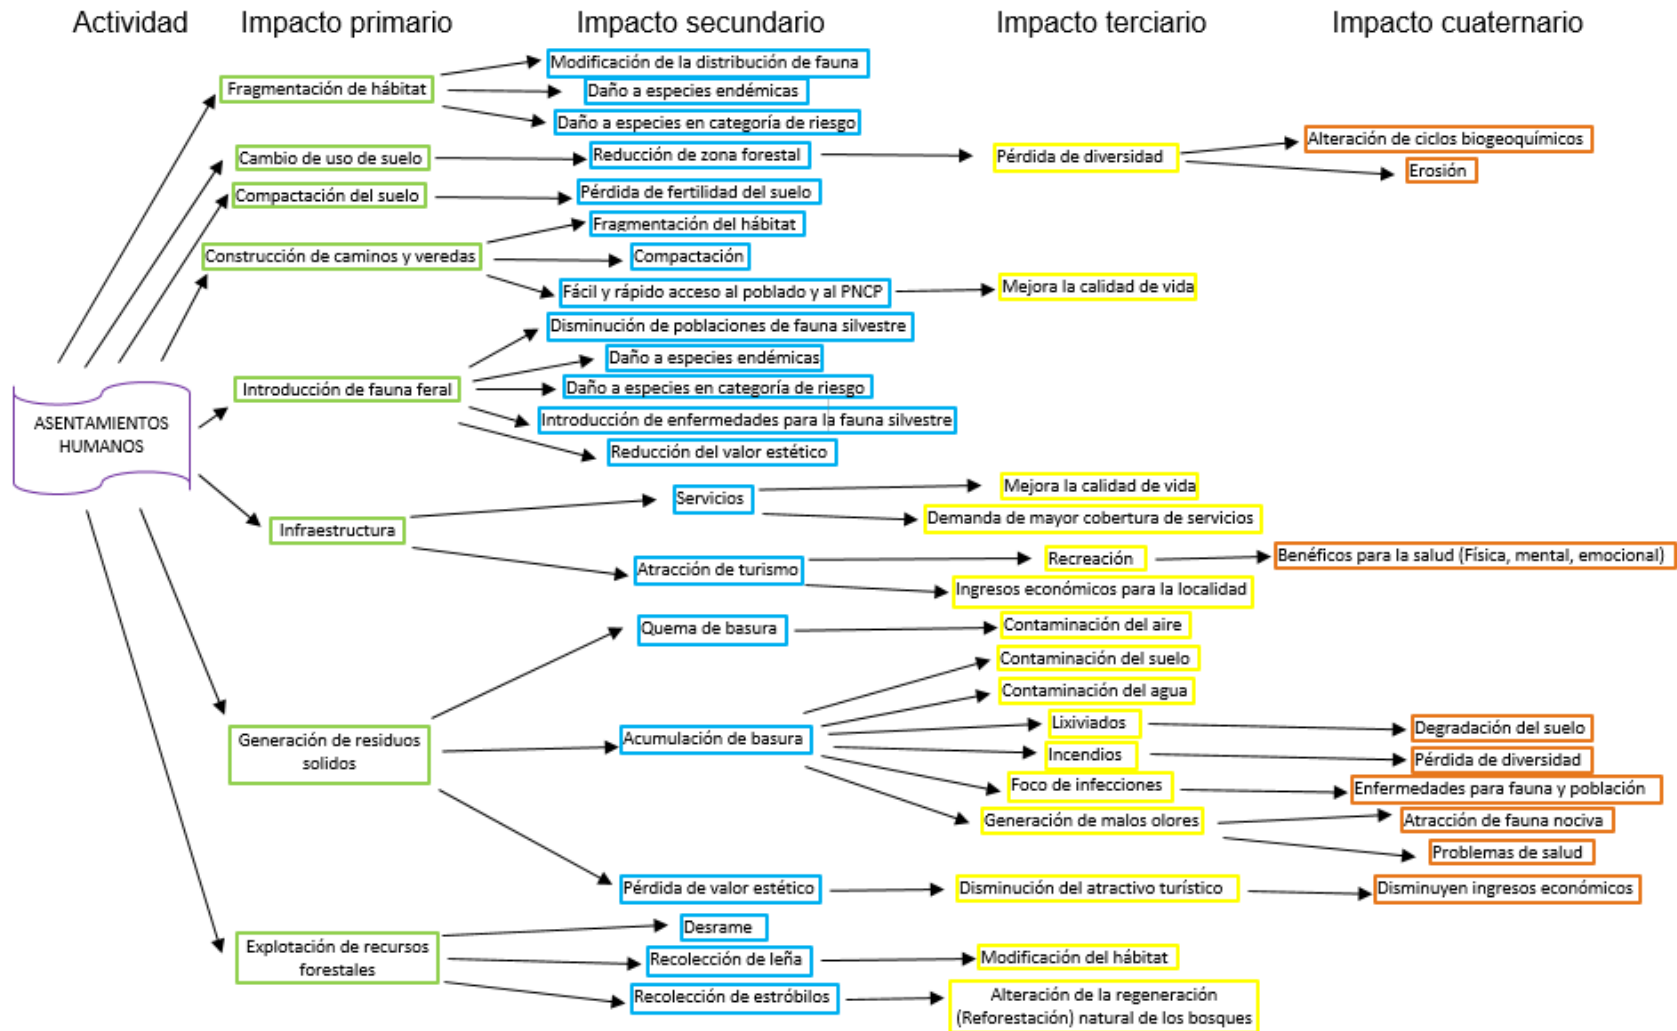 Actividad
Impacto primario
Impacto secundario
Impacto terciario
Impacto cuaternario
ASENTAMIENTOS
HUMANOS
Fragmentación de hábitat
Modificación de la distribución de fauna
Daño a especies endémicas
Daño a especies en categoría de riesgo
Cambio de uso de suelo
Reducción de zona forestal
Pérdida de diversidad
Alteración de ciclos biogeoquímicos
Erosión
Compactación del suelo
Pérdida de fertilidad del suelo
Construcción de caminos y veredas
Fragmentación del hábitat
Compactación
Fácil y rápido acceso al poblado y al PNCP
Mejora la calidad de vida
Introducción de fauna feral
Disminución de poblaciones de fauna silvestre
Daño a especies endémicas
Daño a especies en categoría de riesgo
Introducción de enfermedades para la fauna silvestre
Reducción del valor estético
Infraestructura
Servicios
Mejora la calidad de vida
Demanda de mayor cobertura de servicios
Atracción de turismo
Recreación
Benéficos para la salud (Física, mental, emocional)
Ingresos económicos para la localidad
Generación de residuos
solidos
Quema de basura
Contaminación del aire
Acumulación de basura
Contaminación del suelo
Contaminación del agua
Lixiviados
Degradación del suelo
Incendios
Pérdida de diversidad
Foco de infecciones
Enfermedades para fauna y población
Generación de malos olores
Atracción de fauna nociva
Problemas de salud
Pérdida de valor estético
Disminución del atractivo turístico
Disminuyen ingresos económicos
Explotación de recursos
forestales
Desrame
Recolección de leña
Modificación del hábitat
Recolección de estróbilos
Alteración de la regeneración
(Reforestación) natural de los bosques